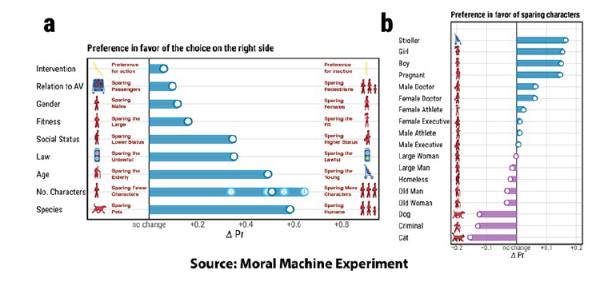 a
Preference in favor of the choice on the right side
Intervention
Preference for action
Preference for inaction
Relation to AV
Sparing Passengers
Sparing Pedestrians
Gender
Sparing Males
Sparing Females
Fitness
Sparing the Large
Sparing the Fit
Social Status
Sparing Lower Status
Sparing Higher Status
Law
Sparing the Unlawful
Sparing the Lawful
Age
Sparing the Elderly
Sparing the Young
No. Characters
Sparing Fewer Characters
Sparing More Characters
Species
Sparing Pets
Sparing Humans
no change
+0.2
+0.4
+0.6
+0.8
Δ Pr
b
Preference in favor of sparing characters
Stroller
Girl
Boy
Pregnant
Male Doctor
Female Doctor
Female Athlete
Female Executive
Male Athlete
Male Executive
Large Woman
Large Man
Homeless
Old Man
Old Woman
Dog
Criminal
Cat
-0.2
-0.1
no change
+0.1
+0.2
Δ Pr
Source: Moral Machine Experiment